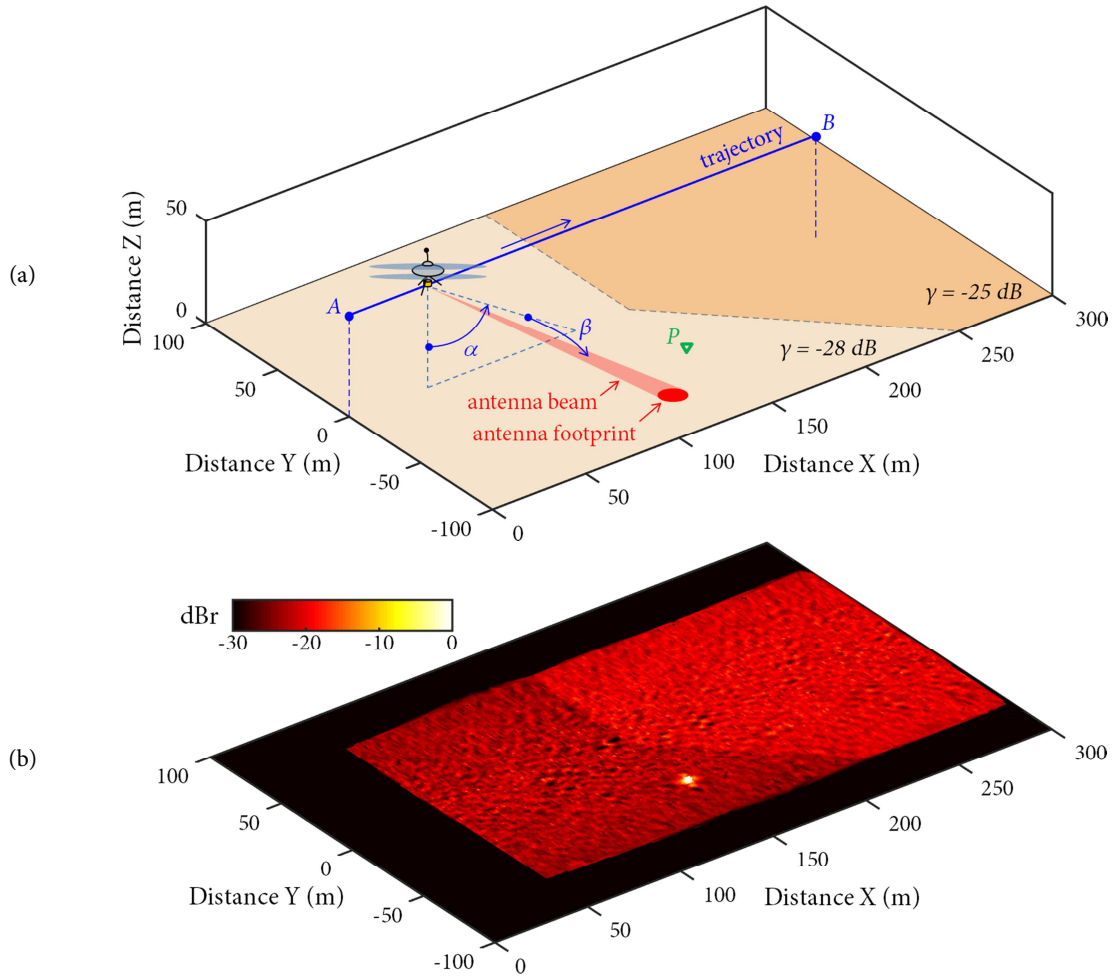 (a)
Distance Z (m)
50
0
100
50
0
-50
-100
Distance Y (m)
0
50
100
150
200
250
300
Distance X (m)
A
B
trajectory
α
β
P
γ = -25 dB
γ = -28 dB
antenna beam
antenna footprint
(b)
dBr
-30 -20 -10 0
100
50
0
-50
-100
Distance Y (m)
0
50
100
150
200
250
300
Distance X (m)